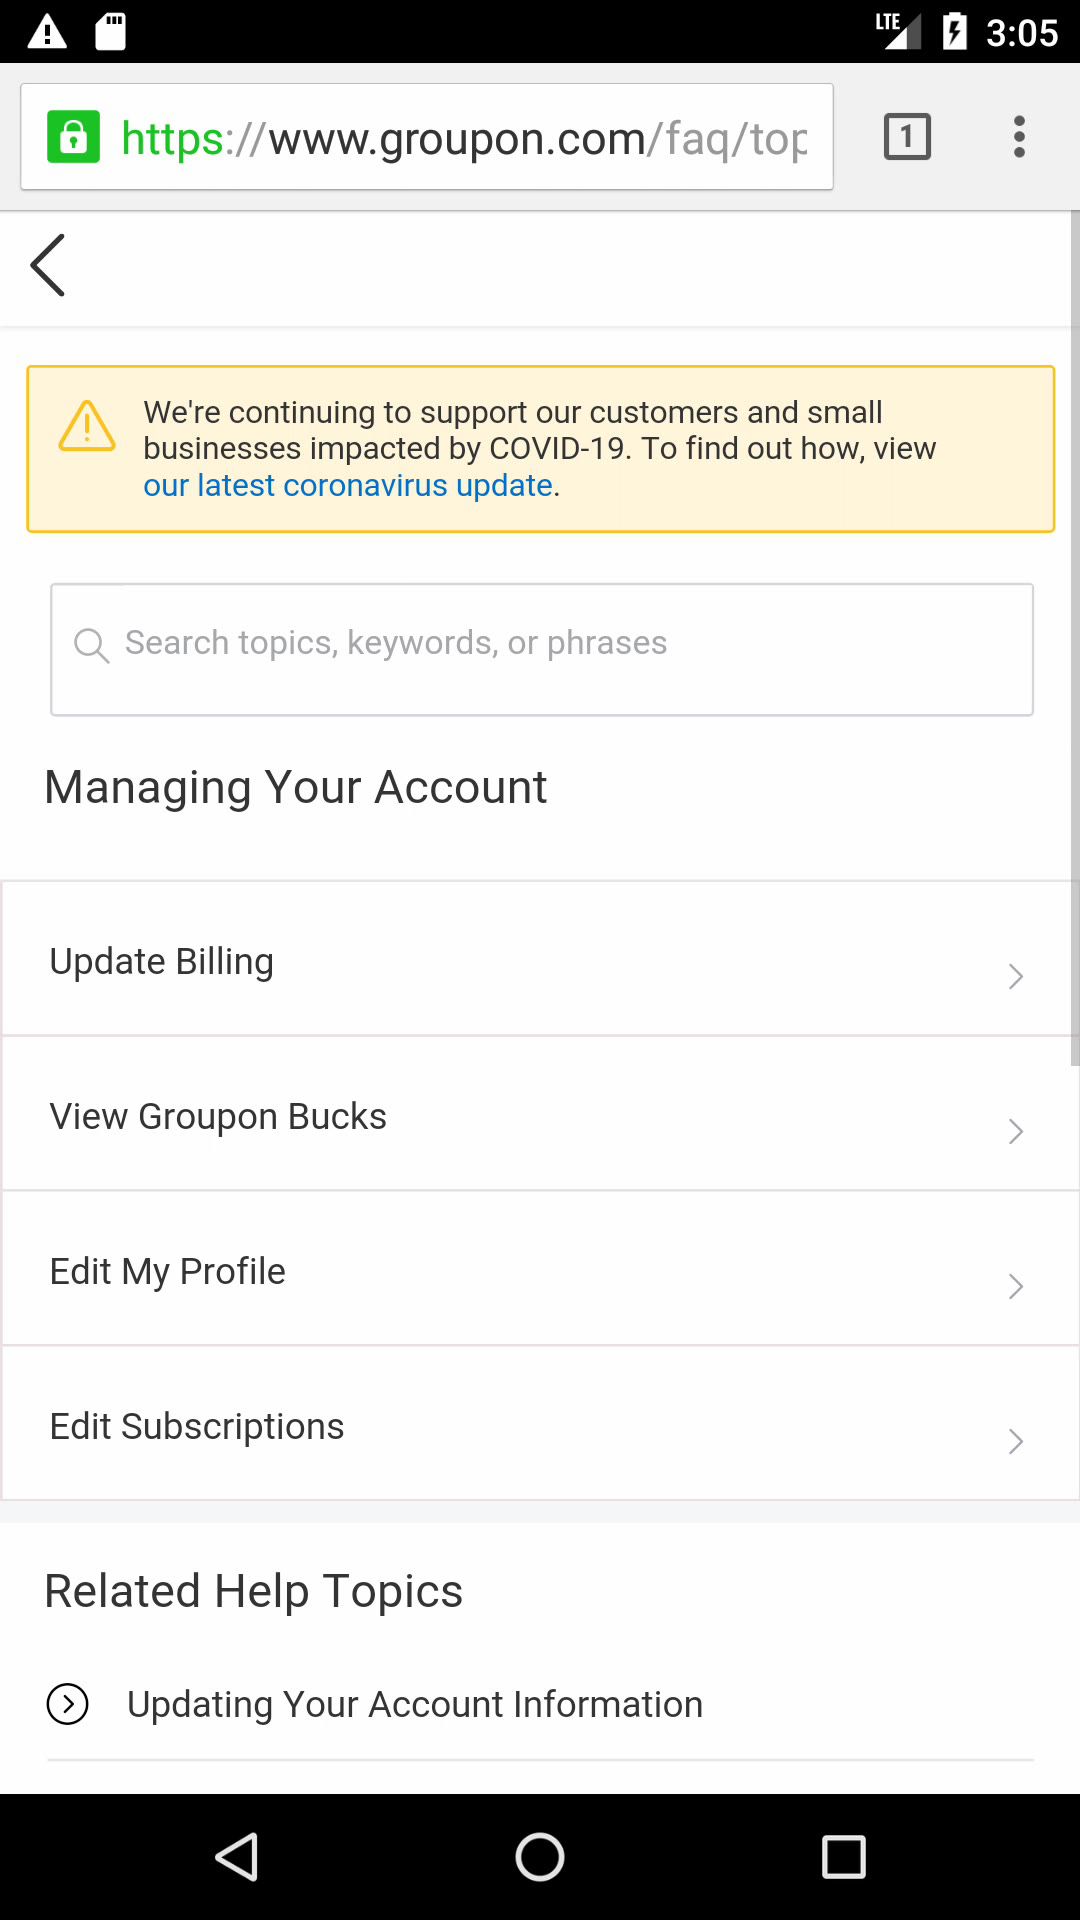 LTE 3:05
https://www.groupon.com/faq/top
1
We're continuing to support our customers and small
businesses impacted by COVID-19. To find out how, view
our latest coronavirus update.
Search topics, keywords, or phrases
Managing Your Account
Update Billing
View Groupon Bucks
Edit My Profile
Edit Subscriptions
Related Help Topics
Updating Your Account Information